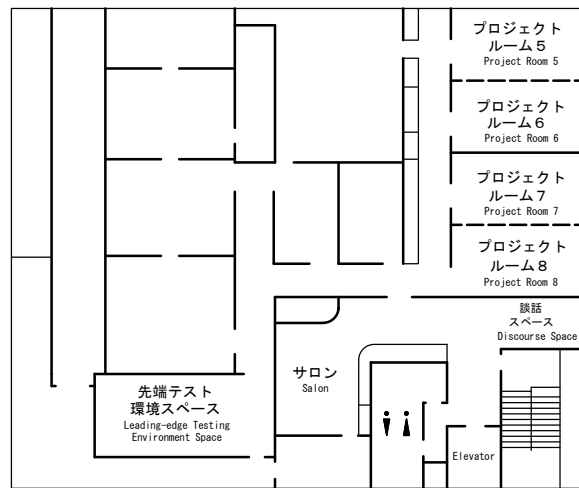 プロジェクト
ルーム５
Project Room 5
プロジェクト
ルーム６
Project Room 6
プロジェクト
ルーム７
Project Room 7
プロジェクト
ルーム８
Project Room 8
談話
スペース
Discourse Space
サロン
Salon
先端テスト
環境スペース
Leading-edge Testing
Environment Space
Elevator